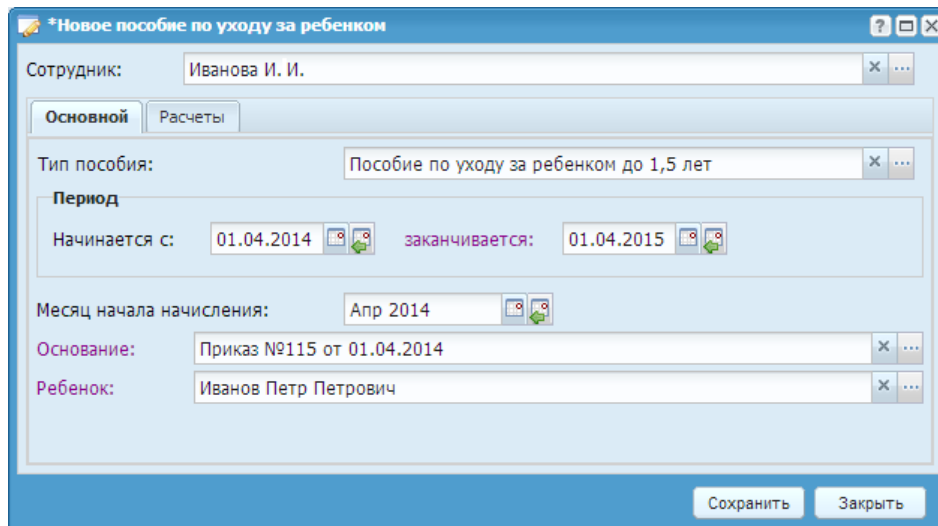 *Новое пособие по уходу за ребенком
Сотрудник: Иванова И. И.
Основной Расчеты
Тип пособия: Пособие по уходу за ребенком до 1,5 лет
Период
Начинается с: 01.04.2014 заканчивается: 01.04.2015
Месяц начала начисления: Апр 2014
Основание: Приказ №115 от 01.04.2014
Ребенок: Иванов Петр Петрович
Сохранить Закрыть